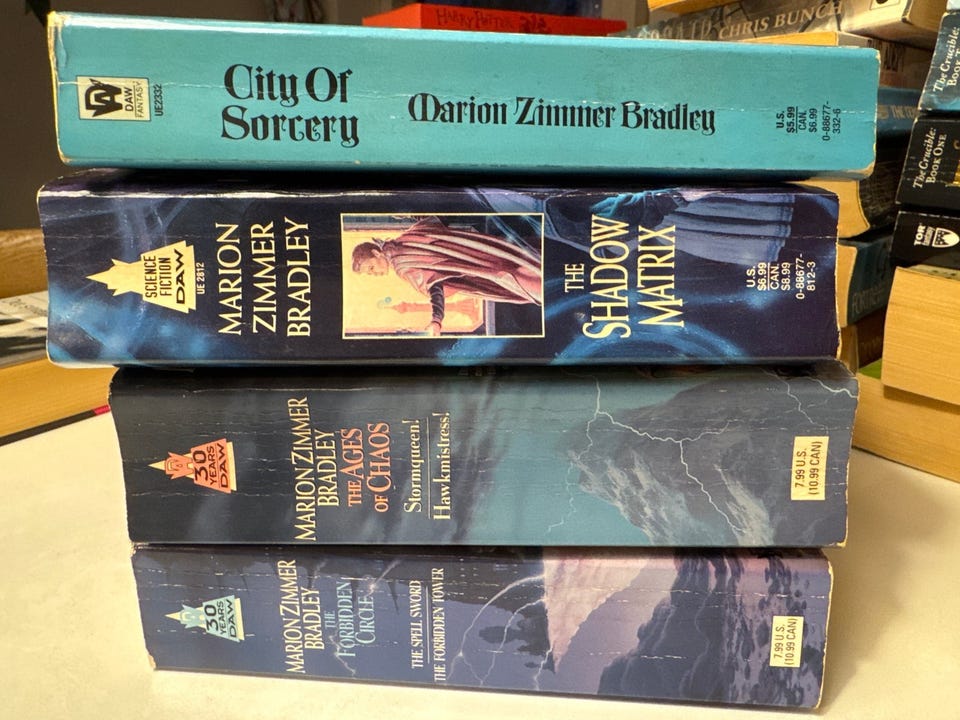 HARRY POTTER
CHRIS BUNCH
The Crucible:
The Crucible:
BOOK ONE
TOR
DAW
FANTASY
UE2332
City Of
Sorcery
Marion Zimmer Bradley
U.S.
$5.99
CAN.
$6.99
0-88677-
332-6
SCIENCE
FICTION
DAW
UE2812
MARION
ZIMMER
BRADLEY
THE
SHADOW
MATRIX
U.S.
$6.99
CAN.
$8.99
0-88677-
812-3
30
YEARS
DAW
MARION ZIMMER
BRADLEY
THE AGES
OF CHAOS
Stormqueen!
Hawkmistress!
7.99 U.S.
(10.99 CAN)
30
YEARS
DAW
MARION ZIMMER
BRADLEY
THE
FORBIDDEN
CIRCLE
THE SPELL SWORD
THE FORBIDDEN TOWER
7.99 U.S.
(10.99 CAN)